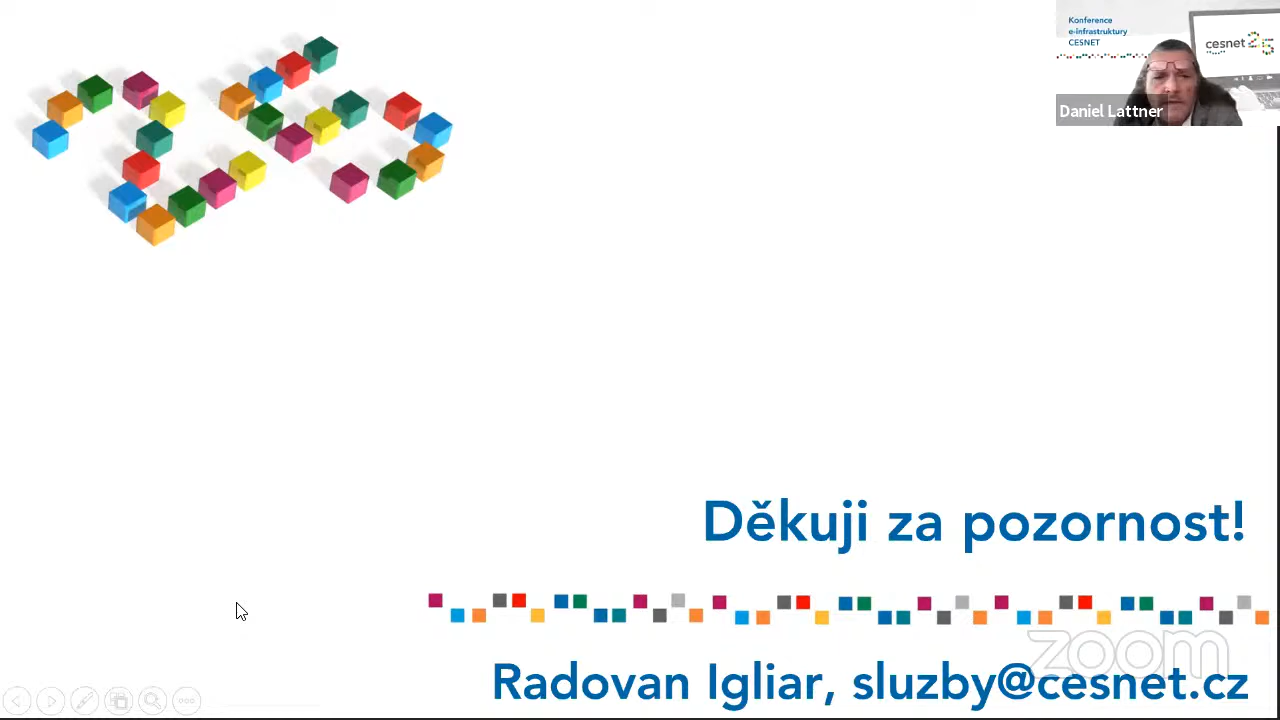 Konference
e-infrastruktury
CESNET
cesnet 25
Daniel Lattner
Děkuji za pozornost!
zoom
Radovan Igliar, sluzby@cesnet.cz